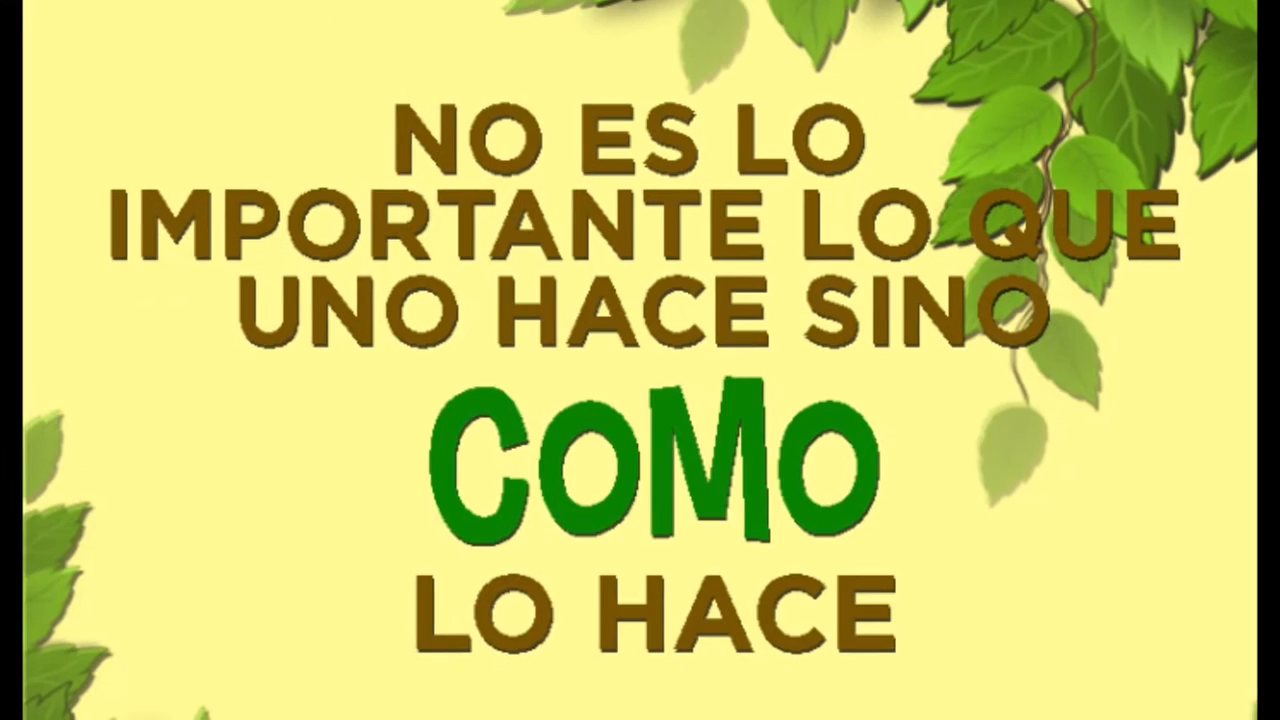 NO ES LO
IMPORTANTE LO QUE
UNO HACE SINO
COMO
LO HACE